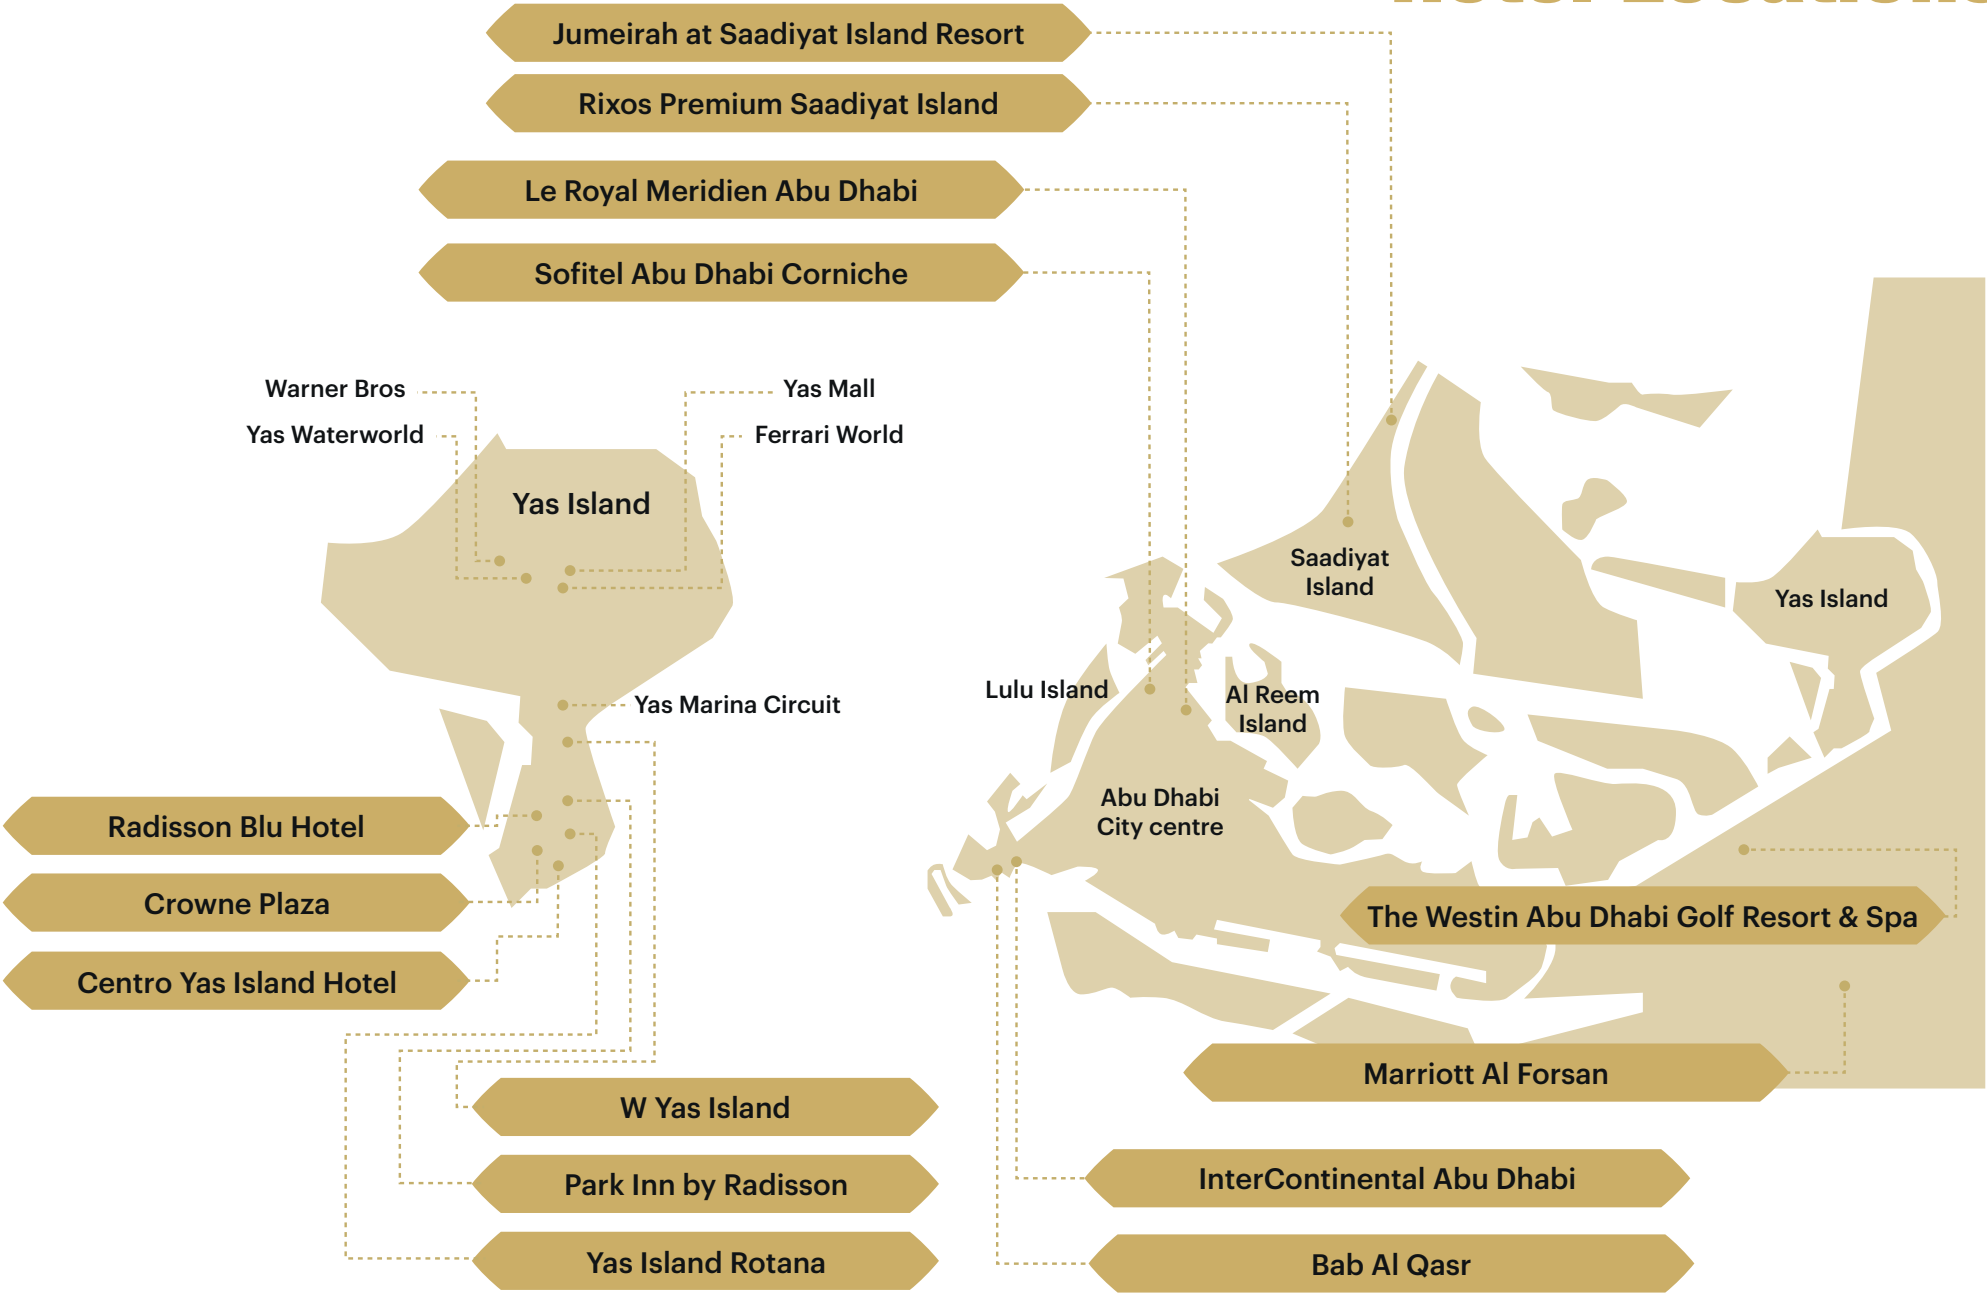 Hotel Locations
Jumeirah at Saadiyat Island Resort
Rixos Premium Saadiyat Island
Le Royal Meridien Abu Dhabi
Sofitel Abu Dhabi Corniche
Warner Bros
Yas Mall
Yas Waterworld
Ferrari World
Yas Island
Saadiyat
Island
Yas Island
Lulu Island
Al Reem
Island
Yas Marina Circuit
Abu Dhabi
City centre
Radisson Blu Hotel
Crowne Plaza
The Westin Abu Dhabi Golf Resort & Spa
Centro Yas Island Hotel
Marriott Al Forsan
W Yas Island
Park Inn by Radisson
InterContinental Abu Dhabi
Yas Island Rotana
Bab Al Qasr